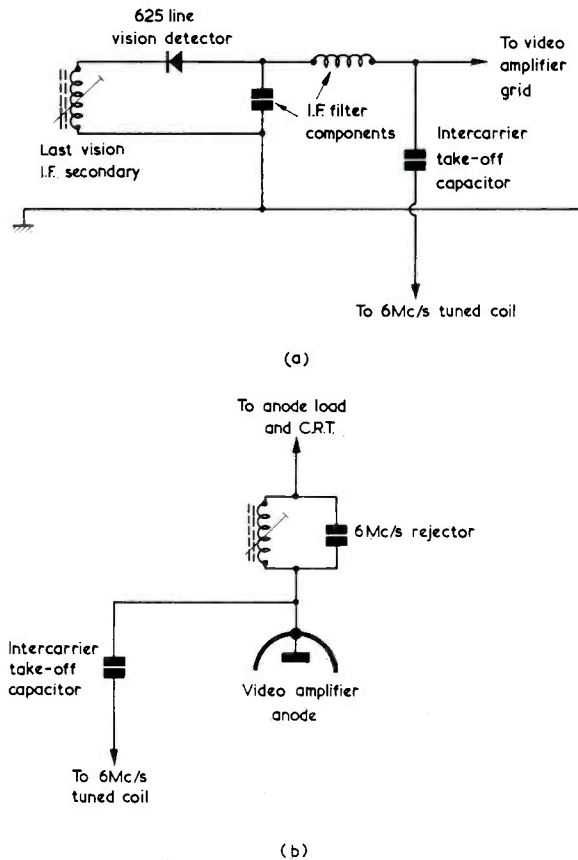 625 line
vision detector
To video
amplifier
grid
I.F. filter
components
Last vision
I.F. secondary
Intercarrier
take-off
capacitor
To 6Mc/s tuned coil
(a)
To anode load
and C.R.T.
6Mc/s rejector
Intercarrier
take-off
capacitor
Video amplifier
anode
To 6Mc/s
tuned coil
(b)